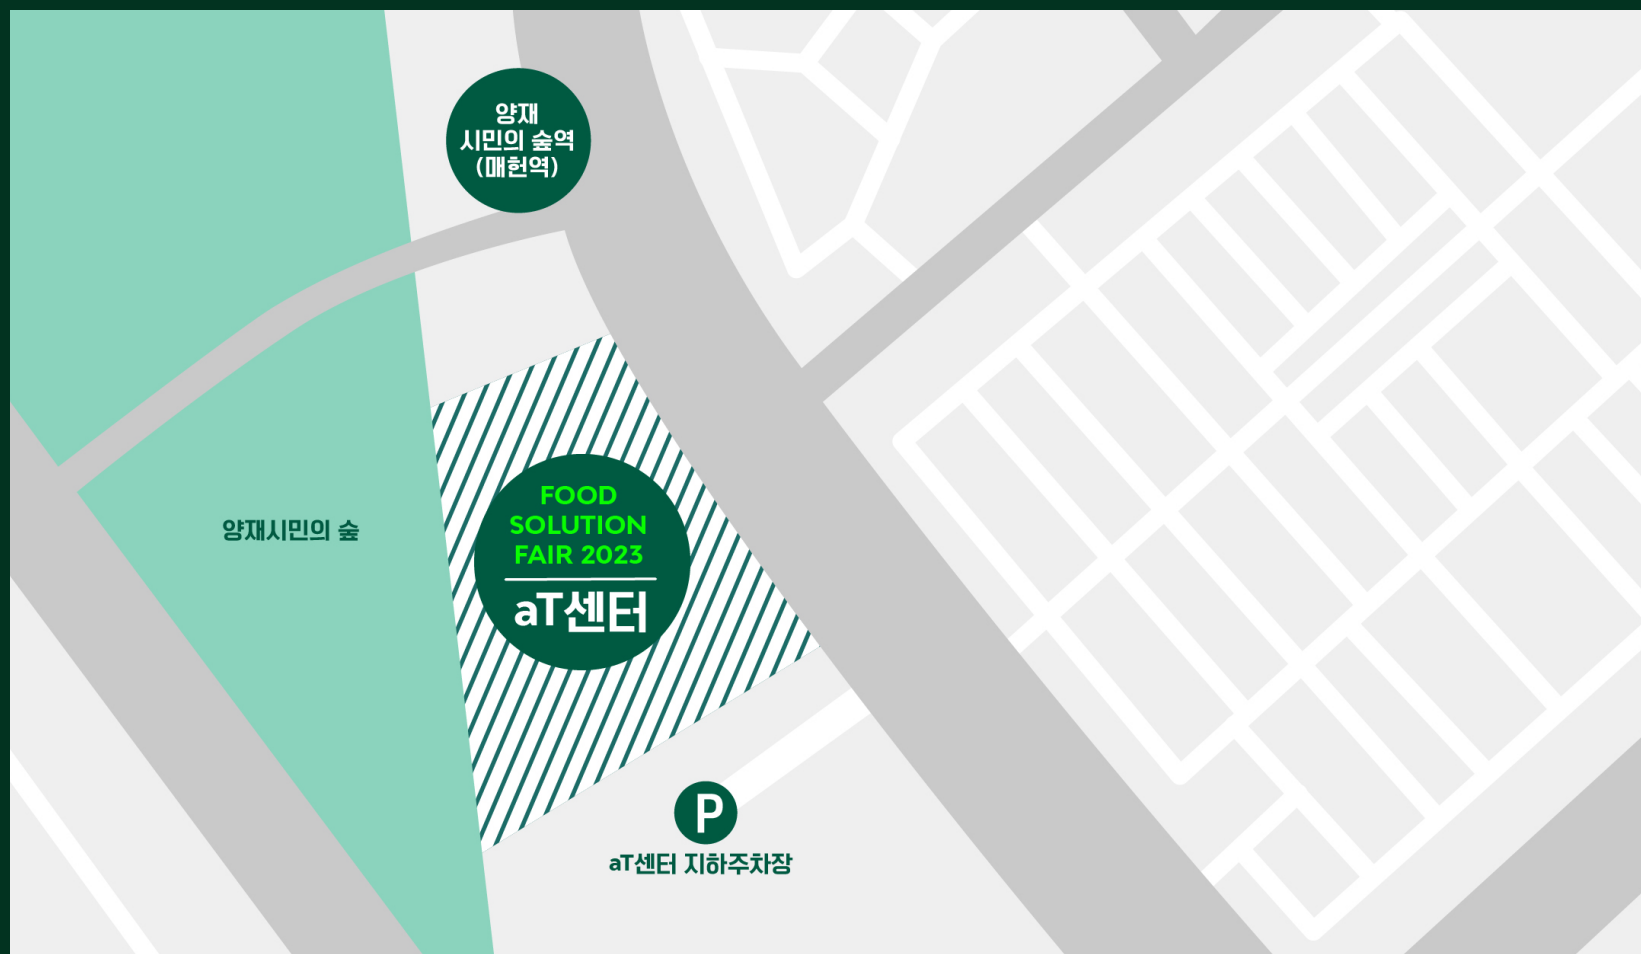 양재
시민의 숲역
(매헌역)
양재시민의 숲
FOOD
SOLUTION
FAIR 2023
aT센터
P
aT센터 지하주차장